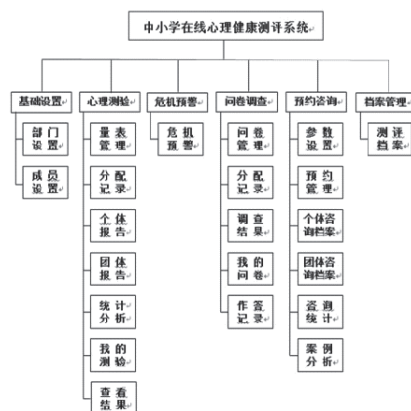 中小学在线心理健康测评系统
基础设置
心理测验
危机预警
问卷调查
预约咨询
档案管理
部门
设置
成员
设置
量表
管理
分配
记录
个体
报告
团体
报告
统计
分析
我的
测验
查看
结果
危机
预警
问卷
管理
分配
记录
调查
结果
我的
问卷
作答
记录
参数
设置
预约
管理
个体咨
询档案
团体咨
询档案
咨询
统计
案例
分析
测评
档案